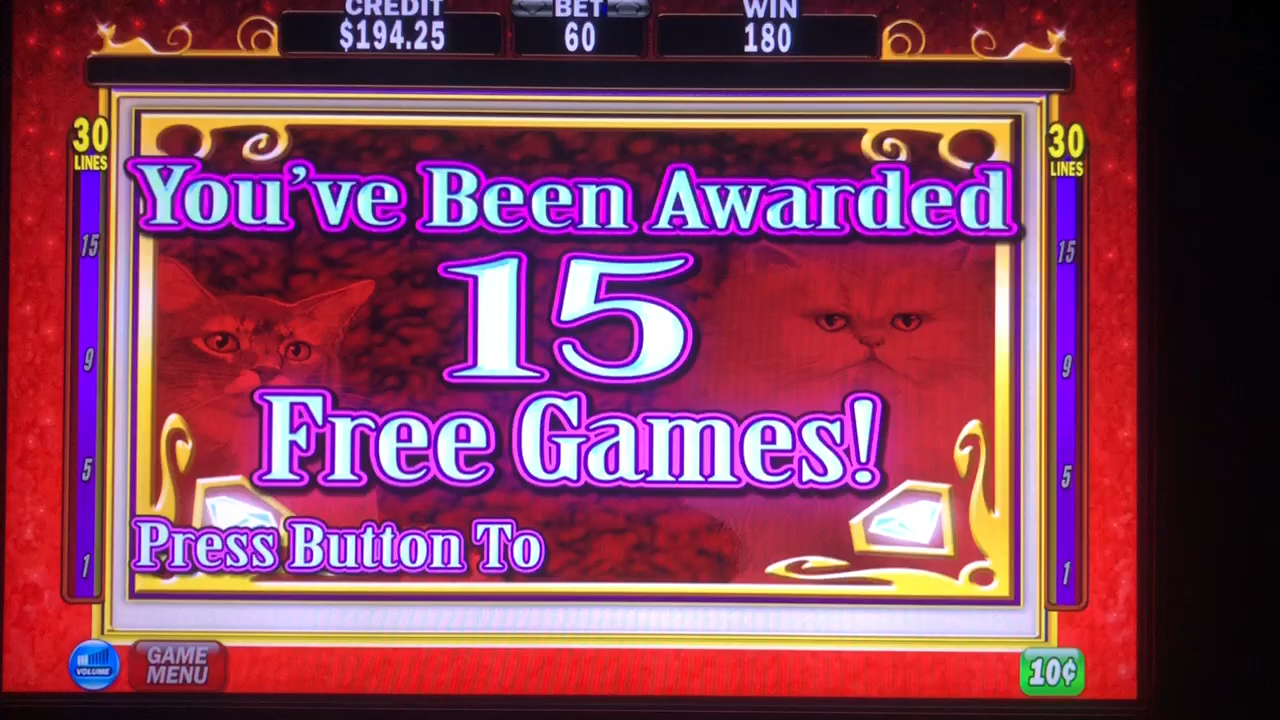 CREDIT BET WIN
$194.25 60 180
30 LINES
15
9
5
1
You've Been Awarded
15
Free Games!
Press Button To
30 LINES
15
9
5
1
VOLUME
GAME MENU
10¢